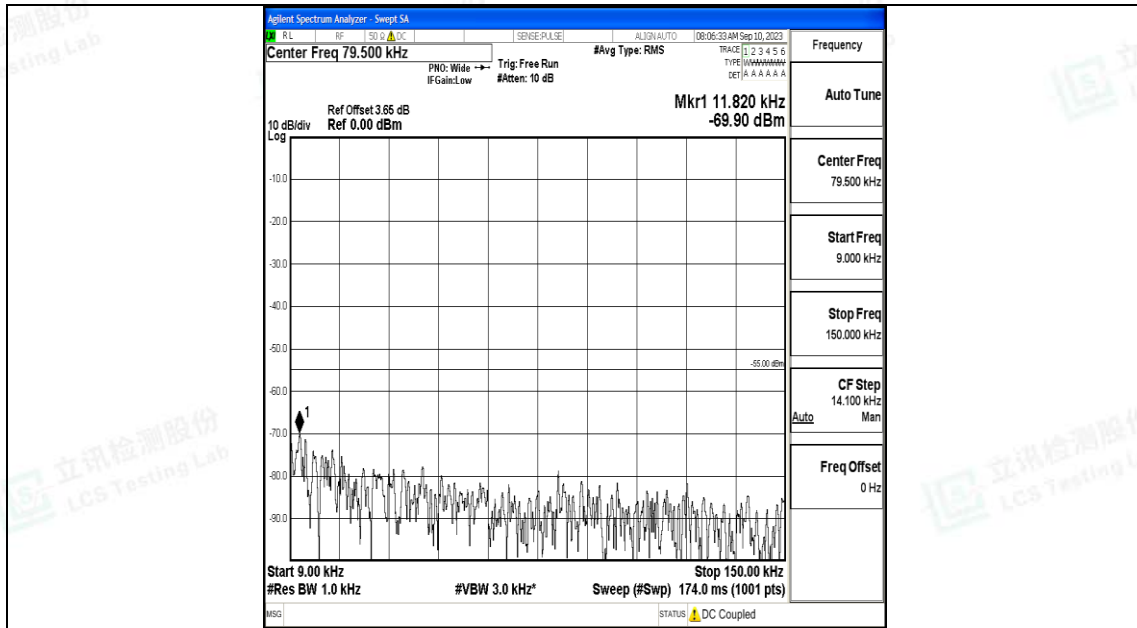 Agilent Spectrum Analyzer - Swept SA
RL RF 50 Ω DC SENSE:PULSE ALIGN AUTO 08:06:33 AM Sep 10, 2023
Center Freq 79.500 kHz
PNO: Wide
IFGain:Low
Trig: Free Run
#Atten: 10 dB
#Avg Type: RMS
TRACE 1 2 3 4 5 6
TYPE
DET A A A A A A
Ref Offset 3.65 dB
10 dB/div Ref 0.00 dBm
Log
Mkr1 11.820 kHz
-69.90 dBm
-10.0
-20.0
-30.0
-40.0
-50.0
-55.00 dBm
-60.0
1
-70.0
-80.0
-90.0
Start 9.00 kHz
Stop 150.00 kHz
#Res BW 1.0 kHz
#VBW 3.0 kHz*
Sweep (#Swp) 174.0 ms (1001 pts)
MSG
STATUS DC Coupled
Frequency
Auto Tune
Center Freq
79.500 kHz
Start Freq
9.000 kHz
Stop Freq
150.000 kHz
CF Step
14.100 kHz
Auto Man
Freq Offset
0 Hz
立讯检测股份
LCS Testing Lab